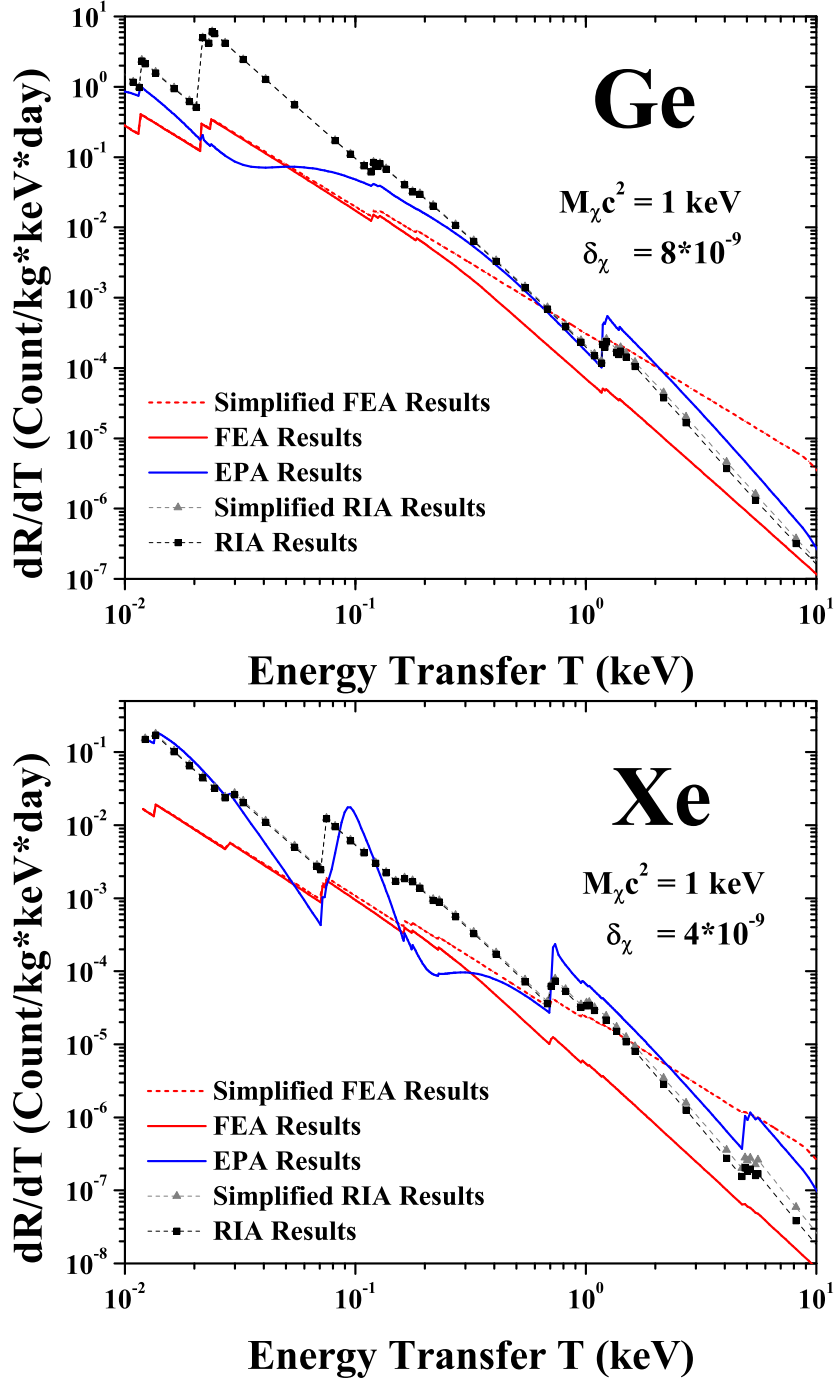 Ge
Mχc² = 1 keV
δχ = 8*10⁻⁹
dR/dT (Count/kg*keV*day)
10¹
10⁰
10⁻¹
10⁻²
10⁻³
10⁻⁴
10⁻⁵
10⁻⁶
10⁻⁷
Simplified FEA Results
FEA Results
EPA Results
Simplified RIA Results
RIA Results
10⁻² 10⁻¹ 10⁰ 10¹
Energy Transfer T (keV)
Xe
Mχc² = 1 keV
δχ = 4*10⁻⁹
dR/dT (Count/kg*keV*day)
10⁻¹
10⁻²
10⁻³
10⁻⁴
10⁻⁵
10⁻⁶
10⁻⁷
10⁻⁸
Simplified FEA Results
FEA Results
EPA Results
Simplified RIA Results
RIA Results
10⁻² 10⁻¹ 10⁰ 10¹
Energy Transfer T (keV)